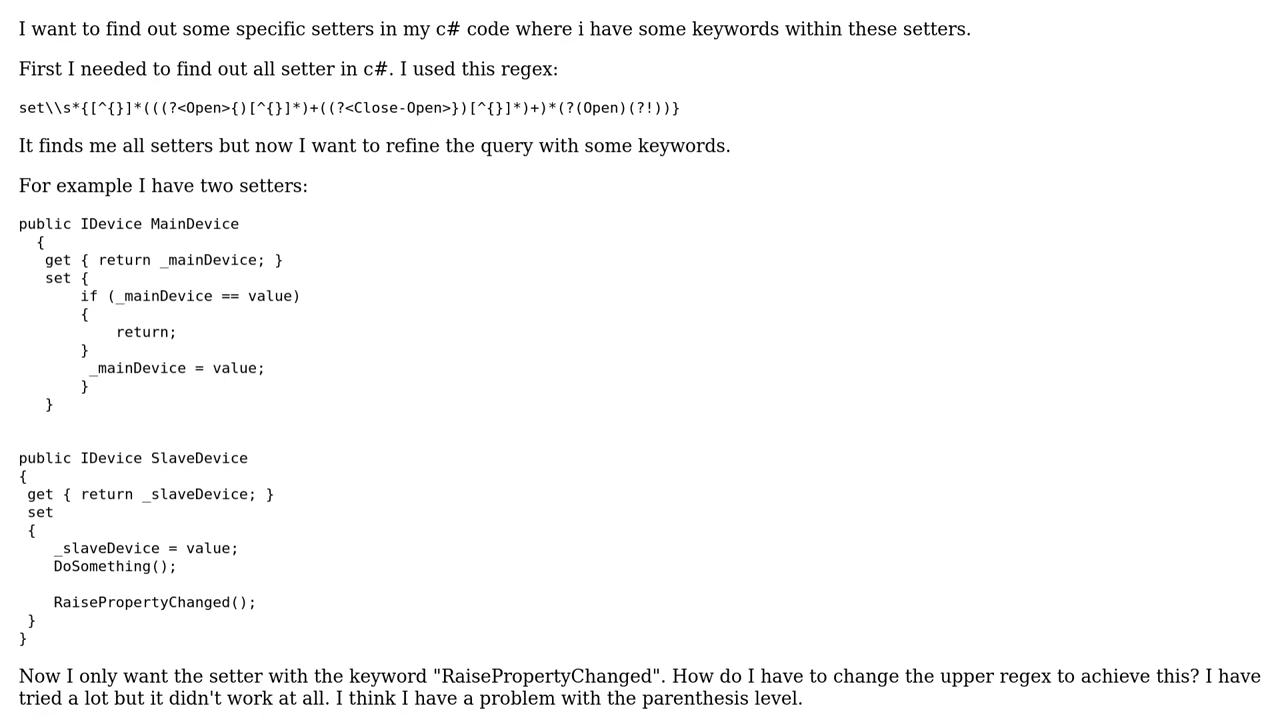 I want to find out some specific setters in my c# code where i have some keywords within these setters.
First I needed to find out all setter in c#. I used this regex:
set\\s*{[^{}]*(((?<Open>{)[^{}]*)+((?<Close-Open>})[^{}]*)+)*(?(Open)(?!))}
It finds me all setters but now I want to refine the query with some keywords.
For example I have two setters:
public IDevice MainDevice
  {
   get { return _mainDevice; }
   set {
       if (_mainDevice == value)
       {
           return;
       }
        _mainDevice = value;
       }
   }
public IDevice SlaveDevice
{
 get { return _slaveDevice; }
 set
 {
    _slaveDevice = value;
    DoSomething();
    RaisePropertyChanged();
 }
}
Now I only want the setter with the keyword "RaisePropertyChanged". How do I have to change the upper regex to achieve this? I have
tried a lot but it didn't work at all. I think I have a problem with the parenthesis level.